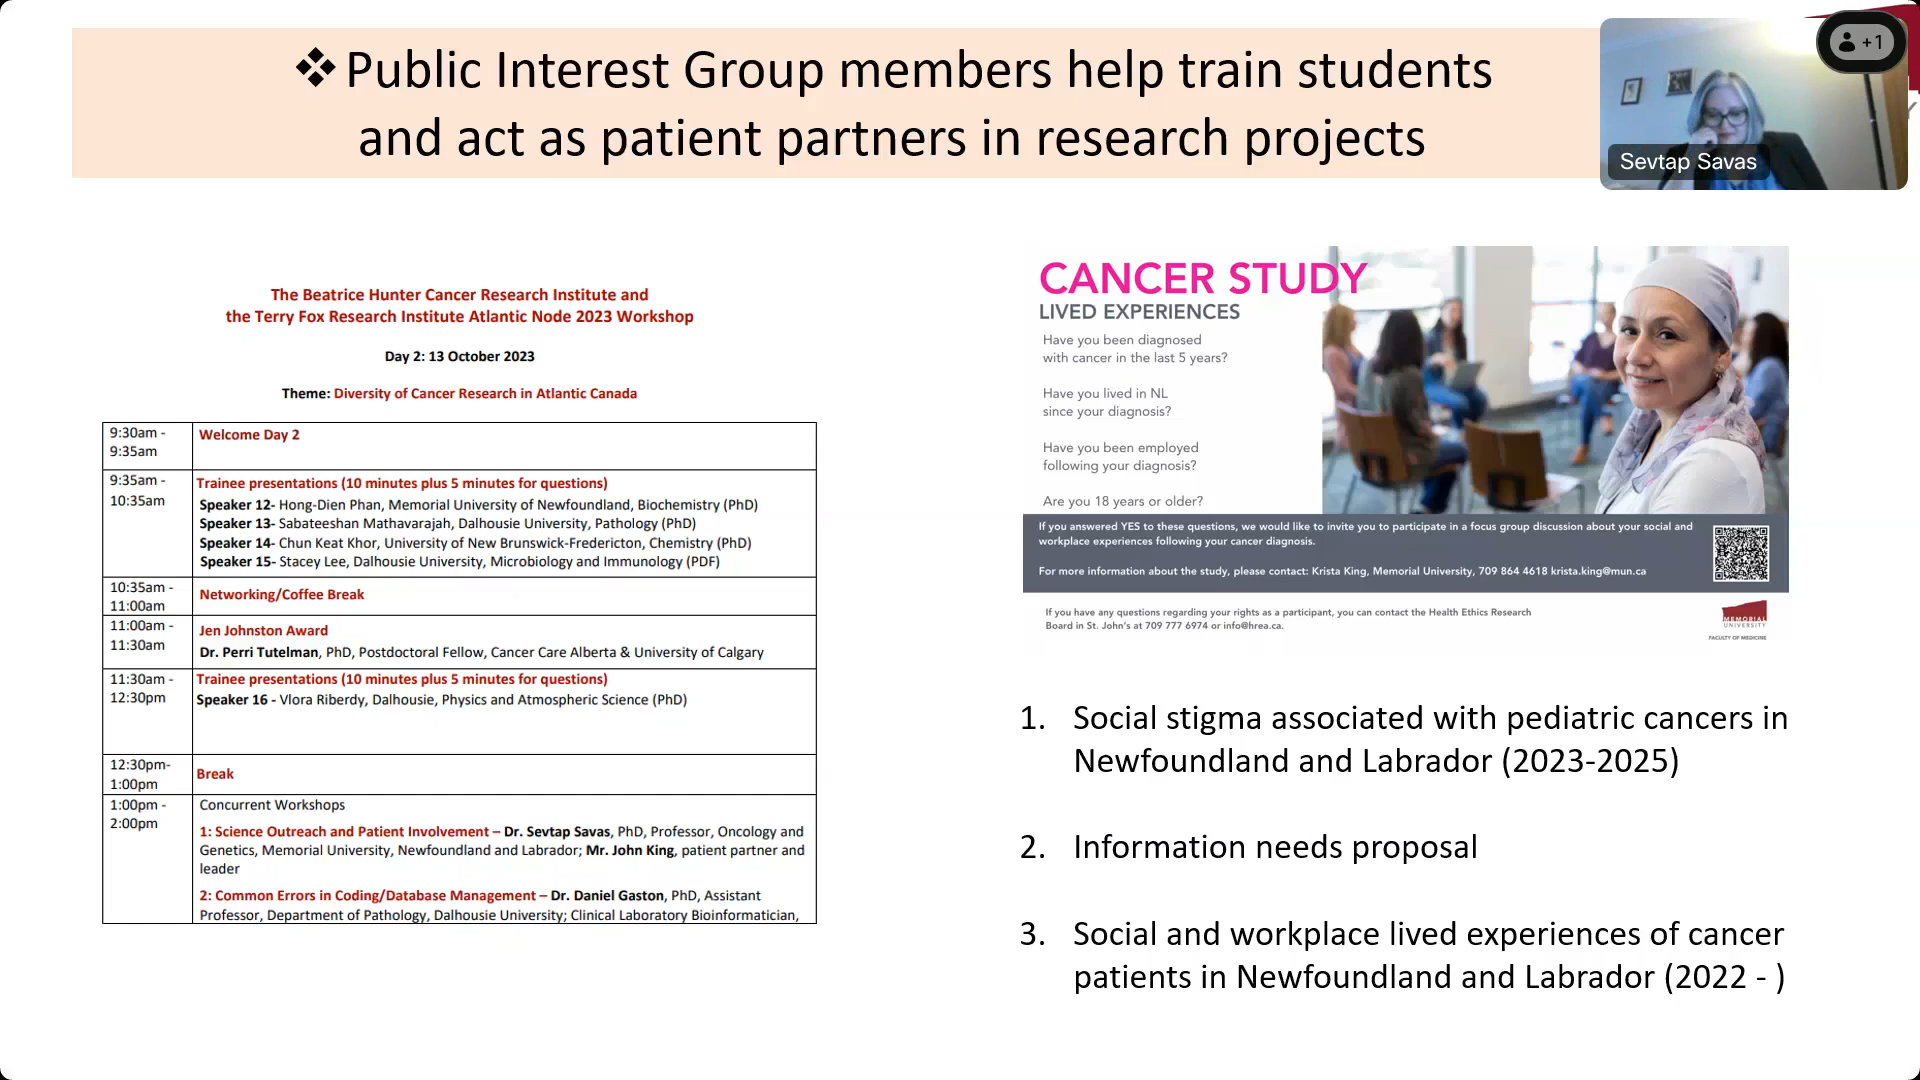 ❖Public Interest Group members help train students
and act as patient partners in research projects
+1
Sevtap Savas
The Beatrice Hunter Cancer Research Institute and
the Terry Fox Research Institute Atlantic Node 2023 Workshop
Day 2: 13 October 2023
Theme: Diversity of Cancer Research in Atlantic Canada
9:30am -
9:35am
Welcome Day 2
9:35am -
10:35am
Trainee presentations (10 minutes plus 5 minutes for questions)
Speaker 12- Hong-Dien Phan, Memorial University of Newfoundland, Biochemistry (PhD)
Speaker 13- Sabateeshan Mathavarajah, Dalhousie University, Pathology (PhD)
Speaker 14- Chun Keat Khor, University of New Brunswick-Fredericton, Chemistry (PhD)
Speaker 15- Stacey Lee, Dalhousie University, Microbiology and Immunology (PDF)
10:35am -
11:00am
Networking/Coffee Break
11:00am -
11:30am
Jen Johnston Award
Dr. Perri Tutelman, PhD, Postdoctoral Fellow, Cancer Care Alberta & University of Calgary
11:30am -
12:30pm
Trainee presentations (10 minutes plus 5 minutes for questions)
Speaker 16 - Vlora Riberdy, Dalhousie, Physics and Atmospheric Science (PhD)
12:30pm-
1:00pm
Break
1:00pm -
2:00pm
Concurrent Workshops
1: Science Outreach and Patient Involvement – Dr. Sevtap Savas, PhD, Professor, Oncology and
Genetics, Memorial University, Newfoundland and Labrador; Mr. John King, patient partner and
leader
2: Common Errors in Coding/Database Management – Dr. Daniel Gaston, PhD, Assistant
Professor, Department of Pathology, Dalhousie University; Clinical Laboratory Bioinformatician,
CANCER STUDY
LIVED EXPERIENCES
Have you been diagnosed
with cancer in the last 5 years?
Have you lived in NL
since your diagnosis?
Have you been employed
following your diagnosis?
Are you 18 years or older?
If you answered YES to these questions, we would like to invite you to participate in a focus group discussion about your social and
workplace experiences following your cancer diagnosis.
For more information about the study, please contact: Krista King, Memorial University, 709 864 4618 krista.king@mun.ca
If you have any questions regarding your rights as a participant, you can contact the Health Ethics Research
Board in St. John's at 709 777 6974 or info@hrea.ca.
MEMORIAL
UNIVERSITY
FACULTY OF MEDICINE
1. Social stigma associated with pediatric cancers in
Newfoundland and Labrador (2023-2025)
2. Information needs proposal
3. Social and workplace lived experiences of cancer
patients in Newfoundland and Labrador (2022 - )